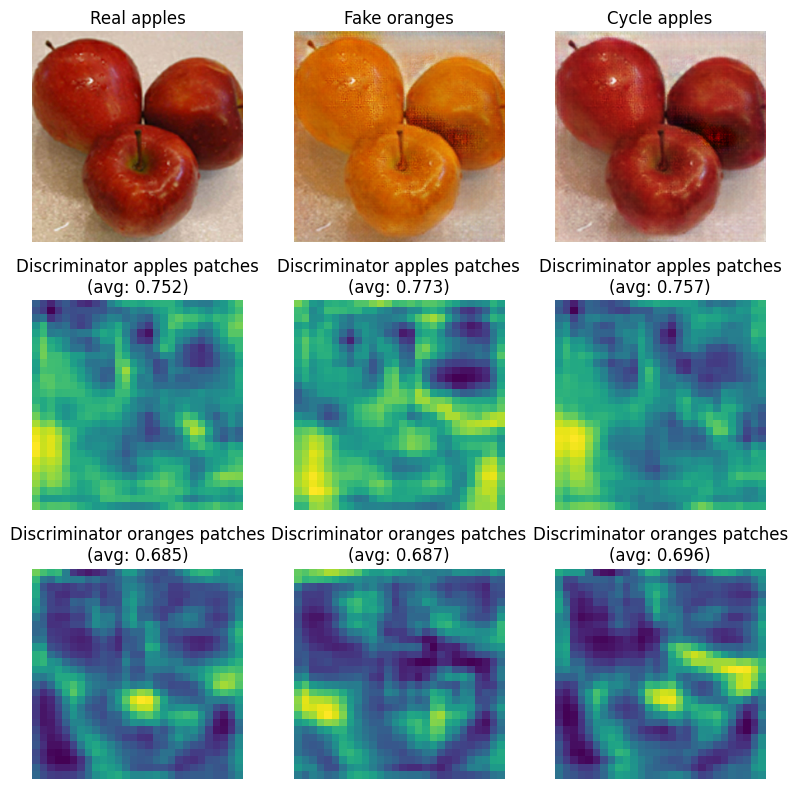 Real apples
Fake oranges
Cycle apples
Discriminator apples patches
(avg: 0.752)
Discriminator apples patches
(avg: 0.773)
Discriminator apples patches
(avg: 0.757)
Discriminator oranges patches
(avg: 0.685)
Discriminator oranges patches
(avg: 0.687)
Discriminator oranges patches
(avg: 0.696)